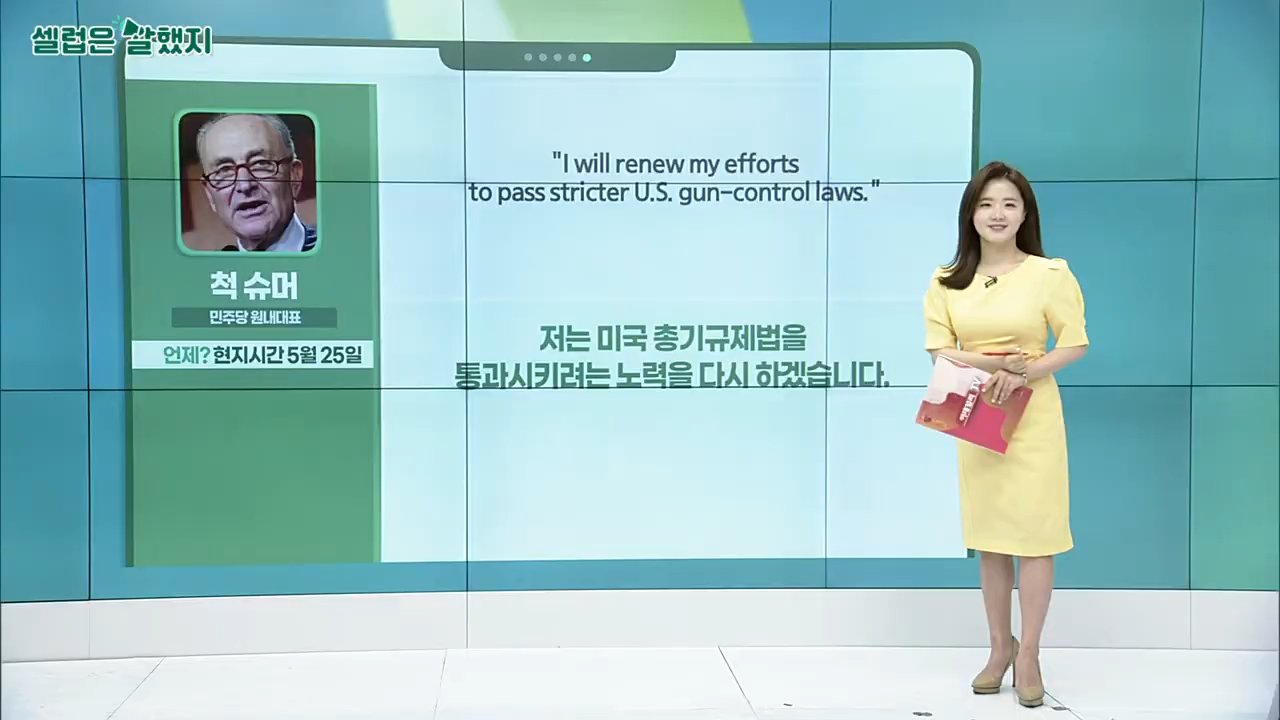 셀럽은 쏼했지
"I will renew my efforts
to pass stricter U.S. gun-control laws."
척 슈머
민주당 원내대표
언제? 현지시간 5월 25일
저는 미국 총기규제법을
통과시키려는 노력을 다시 하겠습니다.